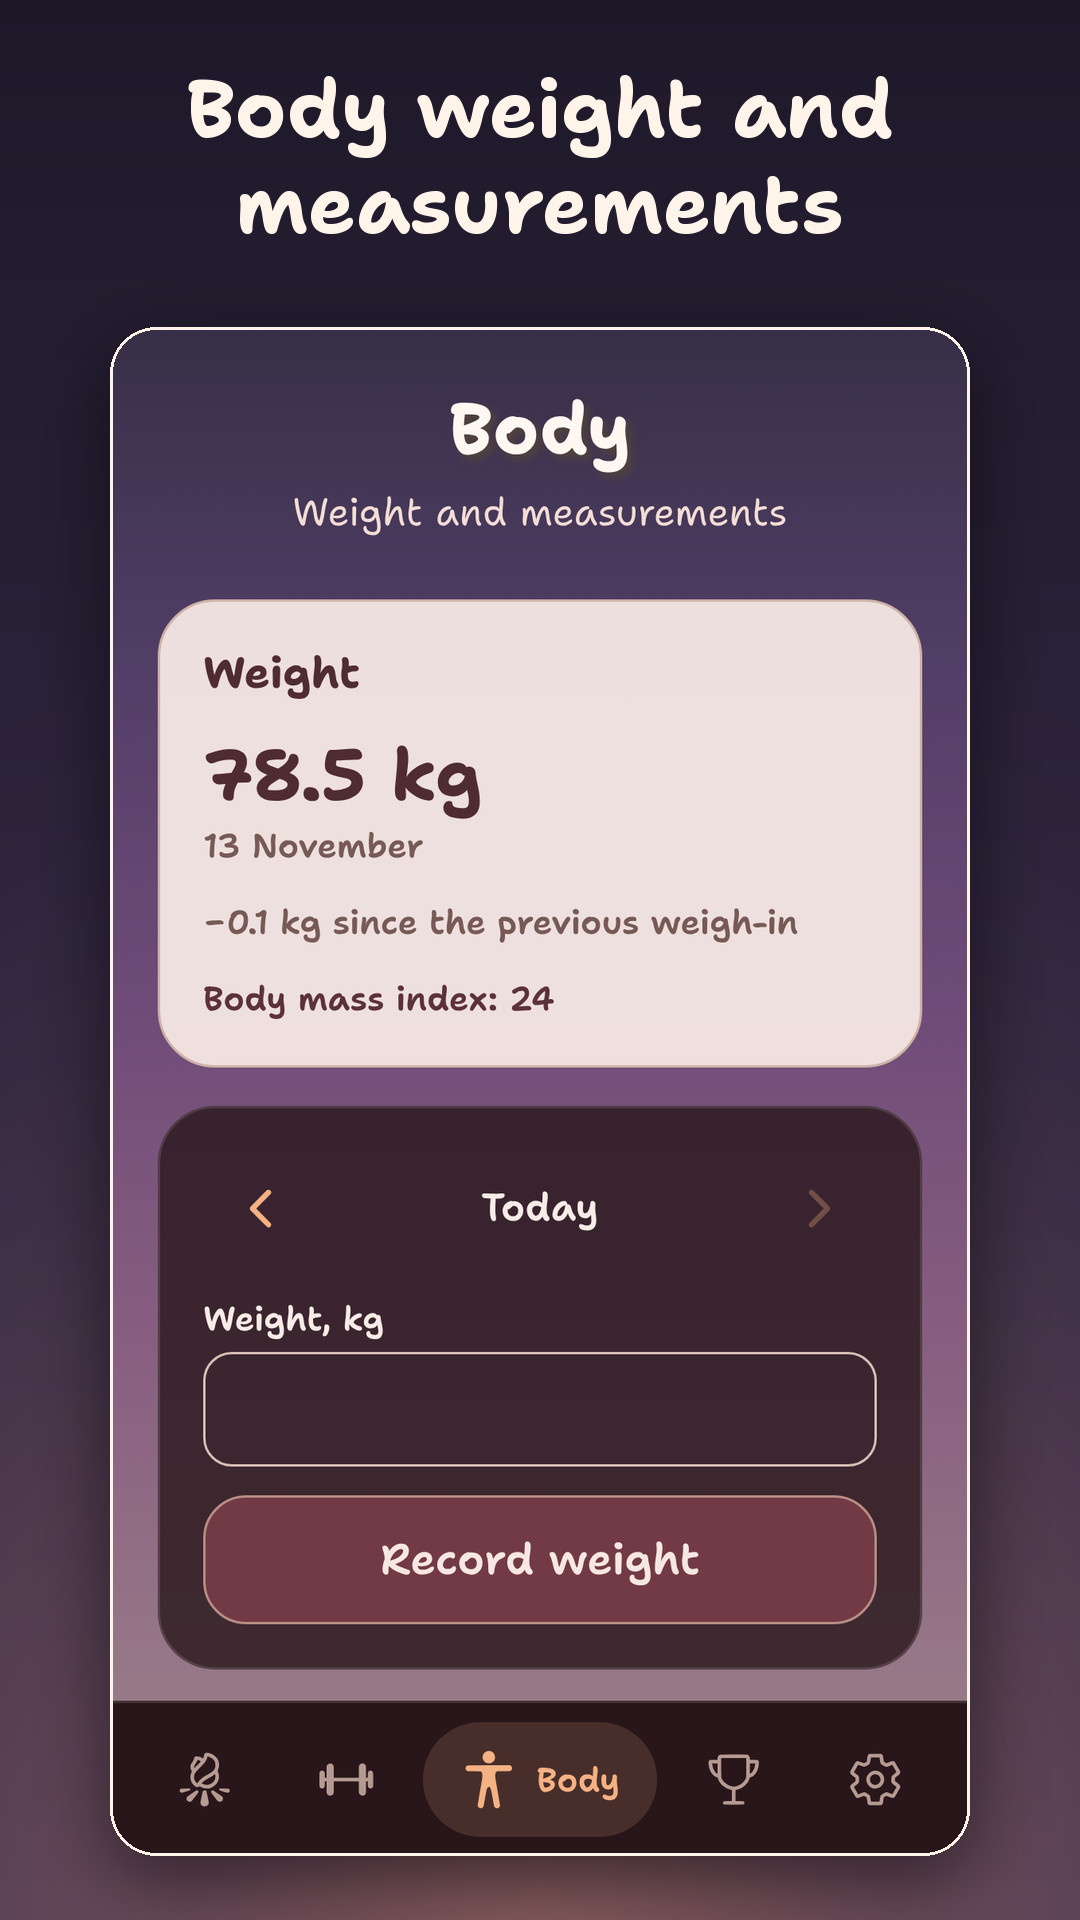 Body weight and
measurements
Body
Weight and measurements
Weight
78.5 kg
13 November
−0.1 kg since the previous weigh-in
Body mass index: 24
Today
Weight, kg
Record weight
Body